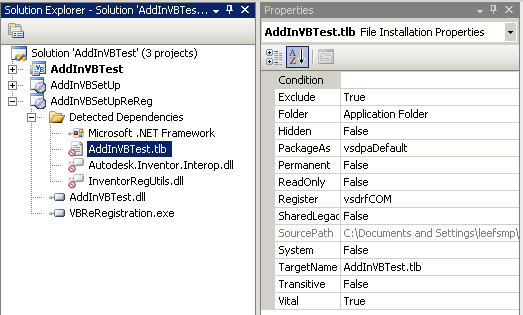 Solution Explorer - Solution 'AddInVBTes...
Solution 'AddInVBTest' (3 projects)
AddInVBTest
AddInVBSetUp
AddInVBSetUpReReg
Detected Dependencies
Microsoft .NET Framework
AddInVBTest.tlb
Autodesk.Inventor.Interop.dll
InventorRegUtils.dll
AddInVBTest.dll
VBReRegistration.exe
Properties
AddInVBTest.tlb File Installation Properties
Condition
Exclude True
Folder Application Folder
Hidden False
PackageAs vsdpaDefault
Permanent False
ReadOnly False
Register vsdrfCOM
SharedLegac False
SourcePath C:\Documents and Settings\leefsmp\
System False
TargetName AddInVBTest.tlb
Transitive False
Vital True